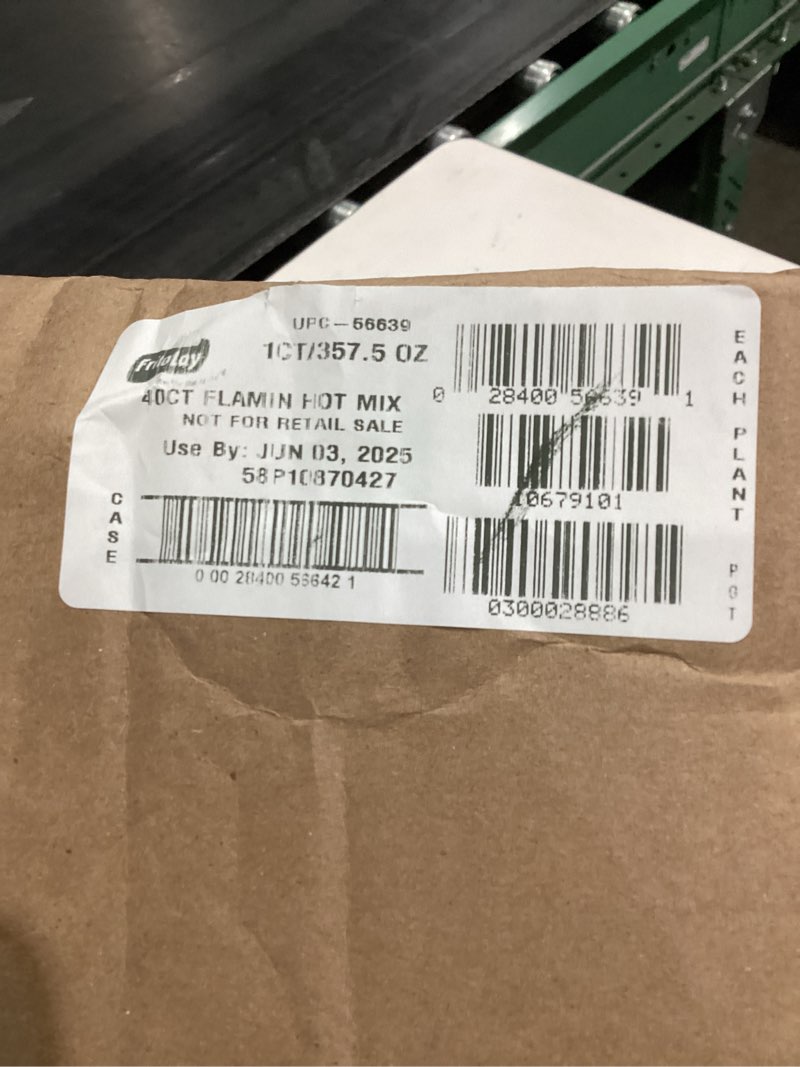 UPC-56639
FritoLay
1CT/357.5 OZ
40CT FLAMIN HOT MIX
NOT FOR RETAIL SALE
Use By: JUN 03, 2025
58P10870427
CASE
0 00 28400 56642 1
0 28400 56639 1
10679101
0300028886
EACH PLANT